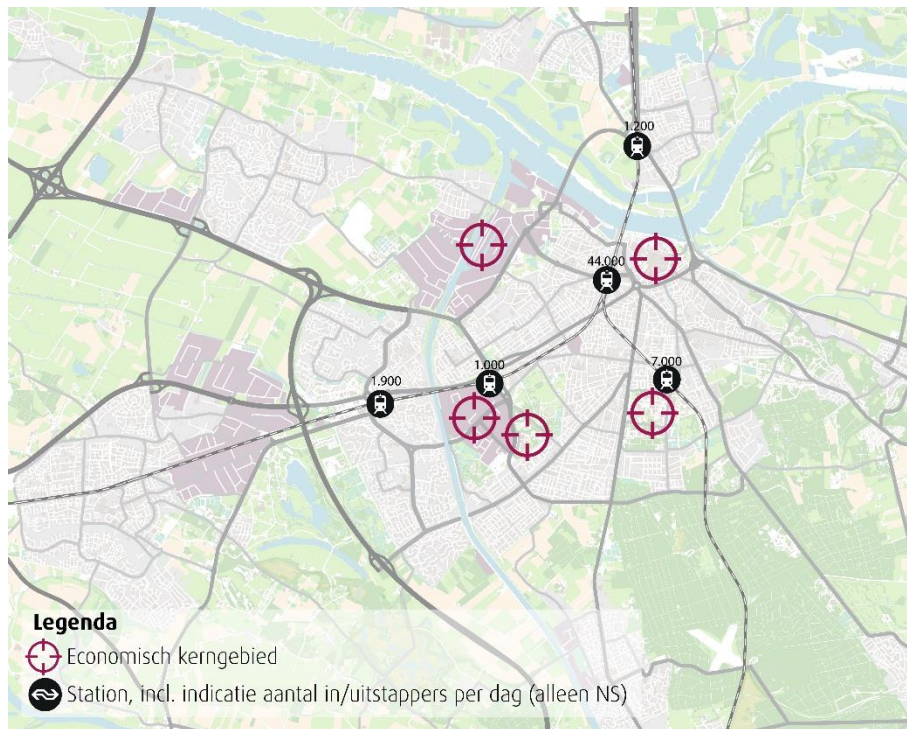 1.200
44.000
7.000
1.000
1.900
Legenda
Economisch kerngebied
Station, incl. indicatie aantal in/uitstappers per dag (alleen NS)